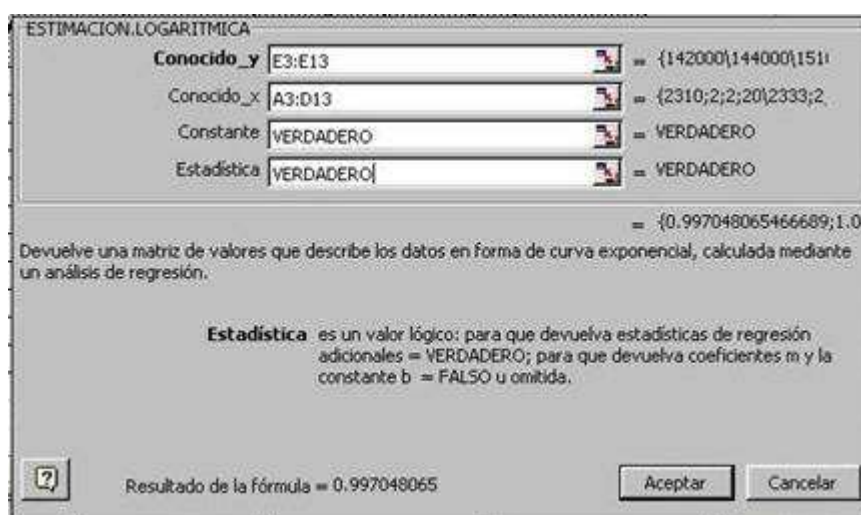 ESTIMACION.LOGARITMICA
Conocido_y E3:E13 = {142000\144000\151
Conocido_x A3:D13 = {2310;2;2;20\2333;2
Constante VERDADERO = VERDADERO
Estadística VERDADERO = VERDADERO
= {0.997048065466689;1.0
Devuelve una matriz de valores que describe los datos en forma de curva exponencial, calculada mediante
un análisis de regresión.
Estadística es un valor lógico: para que devuelva estadísticas de regresión
adicionales = VERDADERO; para que devuelva coeficientes m y la
constante b = FALSO u omitida.
Resultado de la fórmula = 0.997048065
Aceptar Cancelar